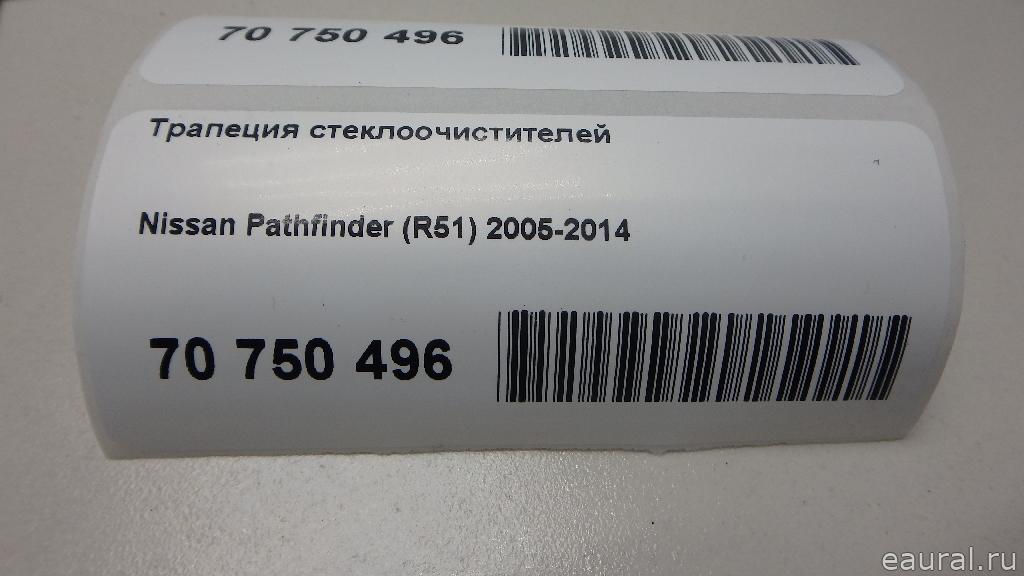 70 750 496
Трапеция стеклоочистителей
Nissan Pathfinder (R51) 2005-2014
70 750 496
eaural.ru